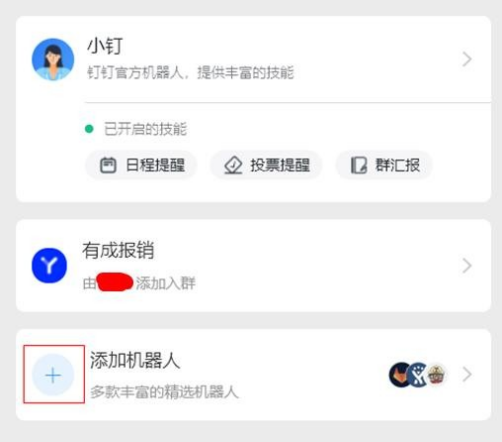 小钉
钉钉官方机器人，提供丰富的技能
已开启的技能
日程提醒 投票提醒 群汇报
有成报销
由 添加入群
添加机器人
多款丰富的精选机器人